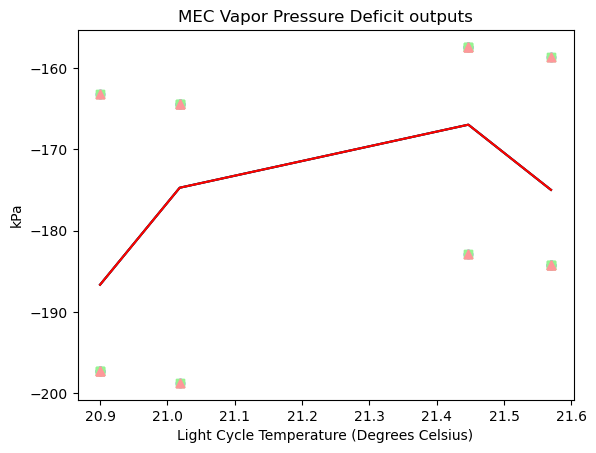 MEC Vapor Pressure Deficit outputs
−160
−170
−180
−190
−200
kPa
20.9 21.0 21.1 21.2 21.3 21.4 21.5 21.6
Light Cycle Temperature (Degrees Celsius)